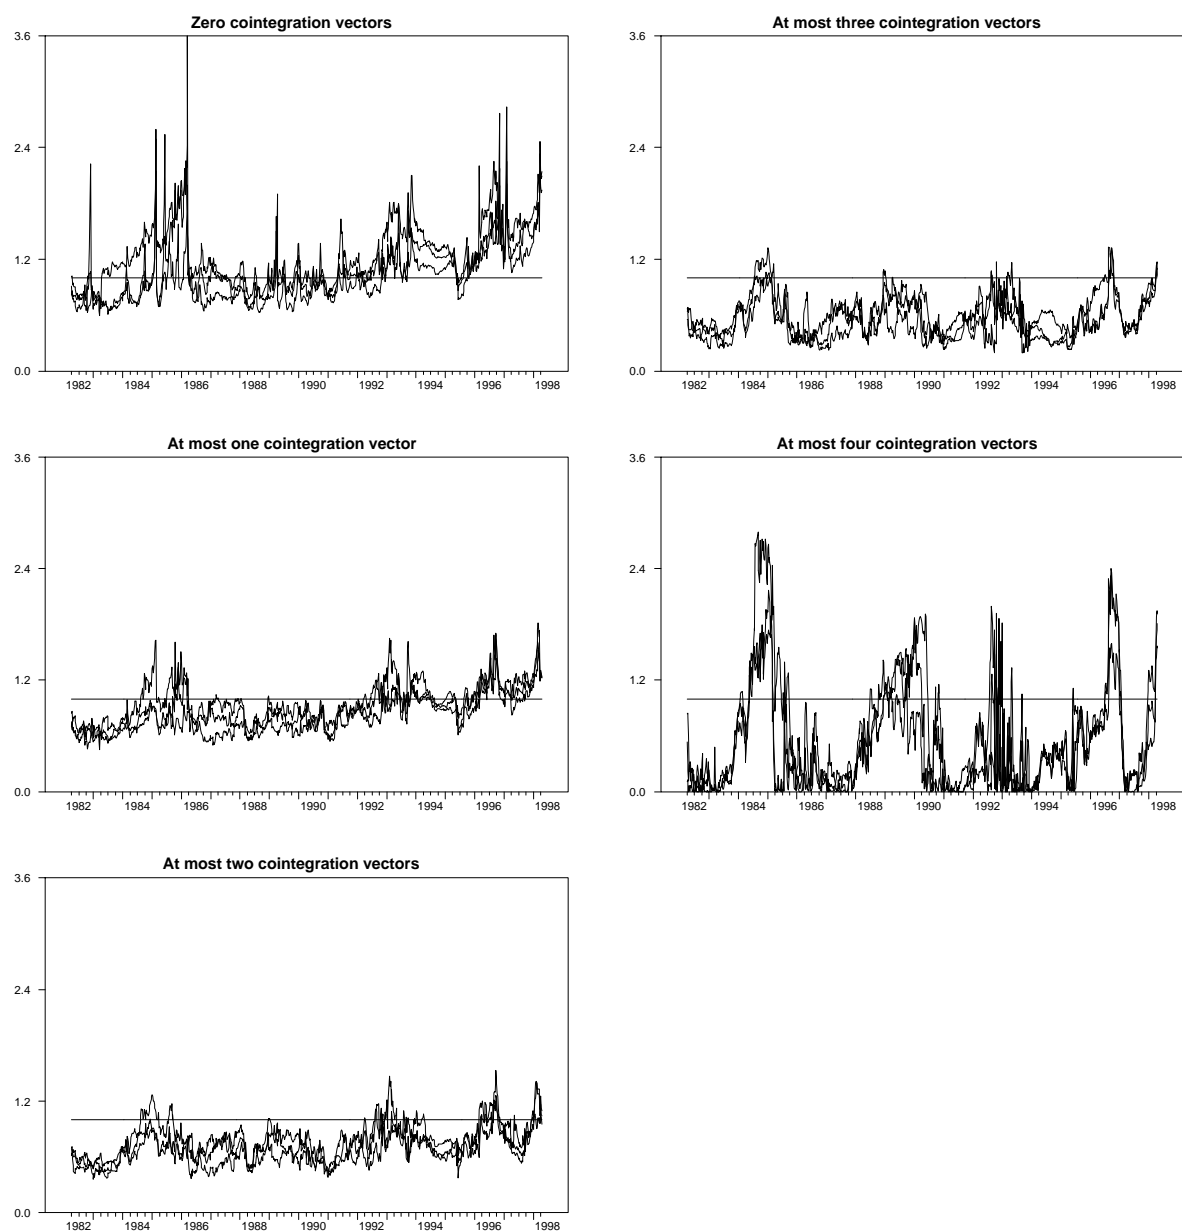 Zero cointegration vectors
3.6
2.4
1.2
0.0
1982 1984 1986 1988 1990 1992 1994 1996 1998
At most three cointegration vectors
3.6
2.4
1.2
0.0
1982 1984 1986 1988 1990 1992 1994 1996 1998
At most one cointegration vector
3.6
2.4
1.2
0.0
1982 1984 1986 1988 1990 1992 1994 1996 1998
At most four cointegration vectors
3.6
2.4
1.2
0.0
1982 1984 1986 1988 1990 1992 1994 1996 1998
At most two cointegration vectors
3.6
2.4
1.2
0.0
1982 1984 1986 1988 1990 1992 1994 1996 1998